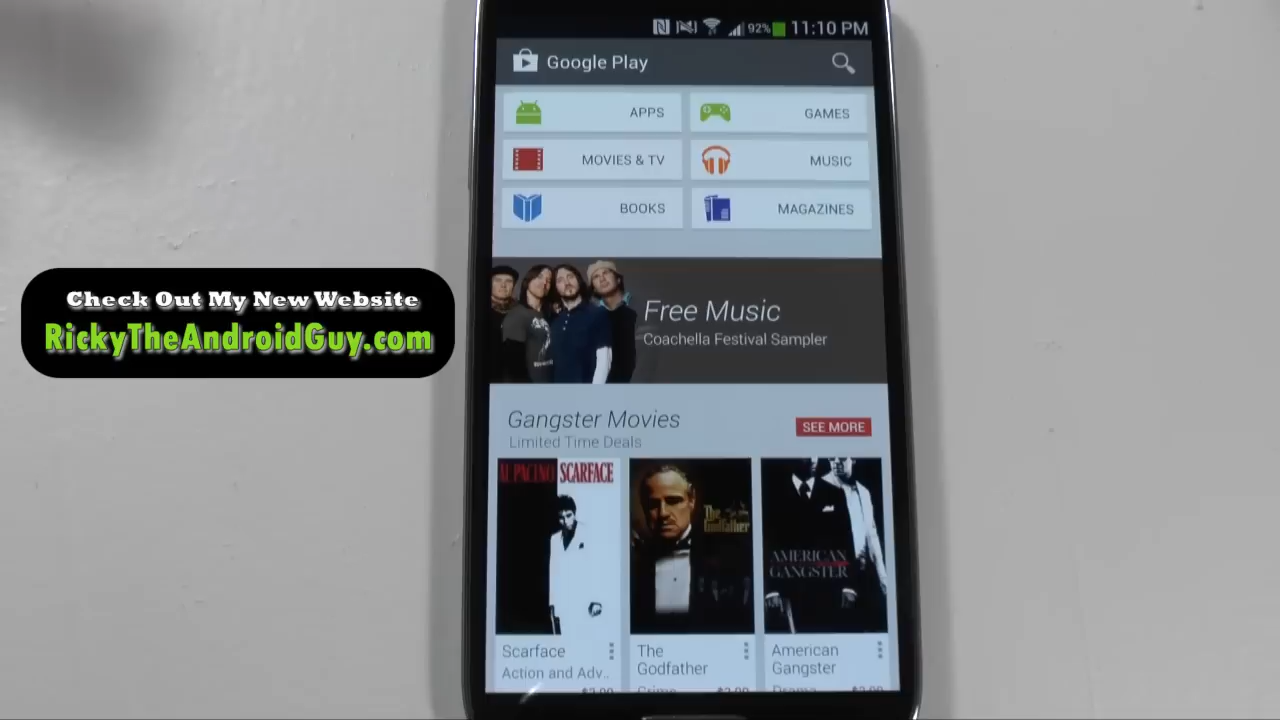 92% 11:10 PM
Google Play
APPS
GAMES
MOVIES & TV
MUSIC
BOOKS
MAGAZINES
Check Out My New Website
RickyTheAndroidGuy.com
Free Music
Coachella Festival Sampler
Gangster Movies
Limited Time Deals
SEE MORE
AL PACINO SCARFACE
The
Godfather
AMERICAN
GANGSTER
Scarface
Action and Adv..
The
Godfather
Crime
American
Gangster
Drama